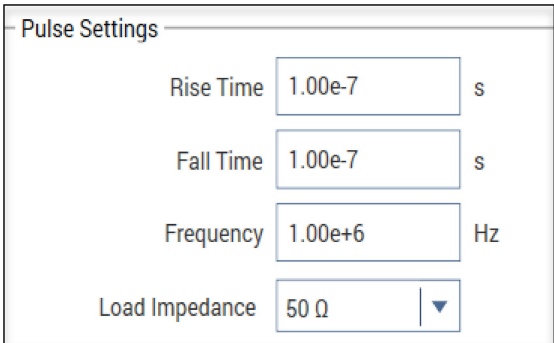 Pulse Settings
Rise Time 1.00e-7 s
Fall Time 1.00e-7 s
Frequency 1.00e+6 Hz
Load Impedance 50 Ω